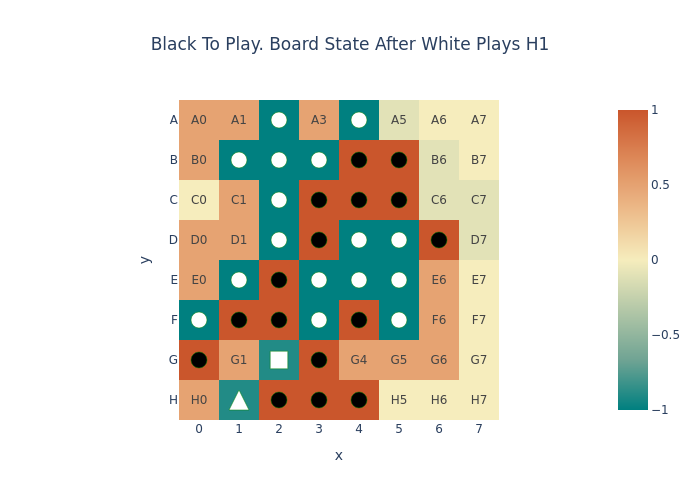 Black To Play. Board State After White Plays H1
A A0 A1 A3 A5 A6 A7
B B0 B6 B7
C C0 C1 C6 C7
D D0 D1 D7
E E0 E6 E7
F F6 F7
G G1 G4 G5 G6 G7
H H0 H5 H6 H7
0 1 2 3 4 5 6 7
x
y
1
0.5
0
−0.5
−1